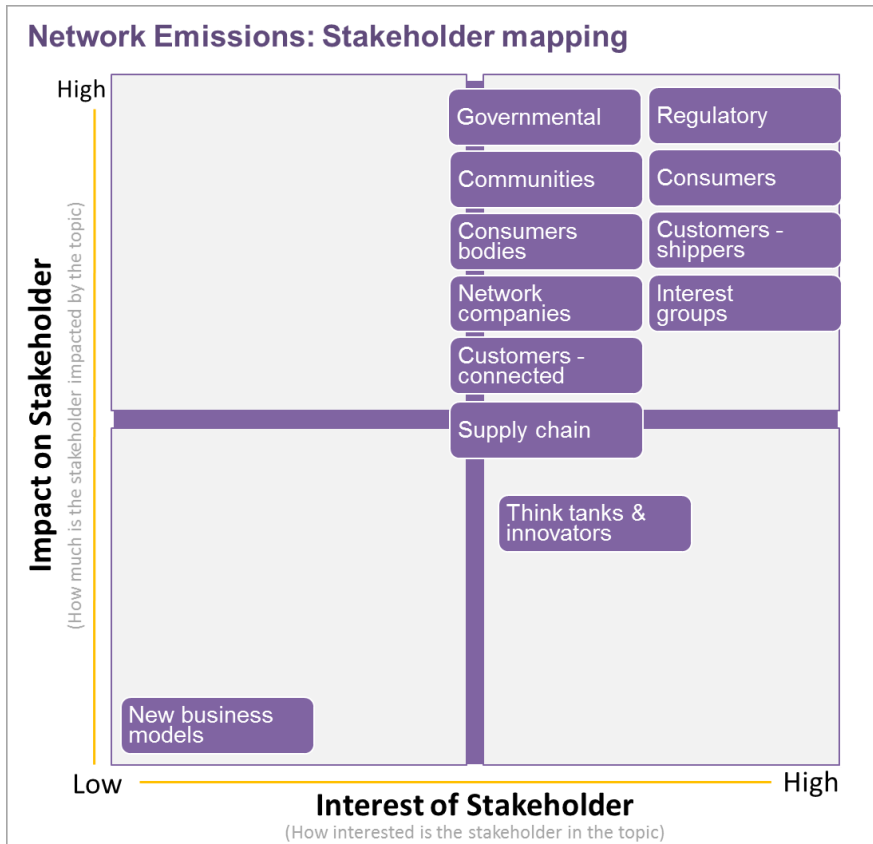 Network Emissions: Stakeholder mapping
High
Governmental
Regulatory
Communities
Consumers
Consumers
bodies
Customers -
shippers
Network
companies
Interest
groups
Customers -
connected
Supply chain
Think tanks &
innovators
New business
models
Impact on Stakeholder
(How much is the stakeholder impacted by the topic)
Low
High
Interest of Stakeholder
(How interested is the stakeholder in the topic)